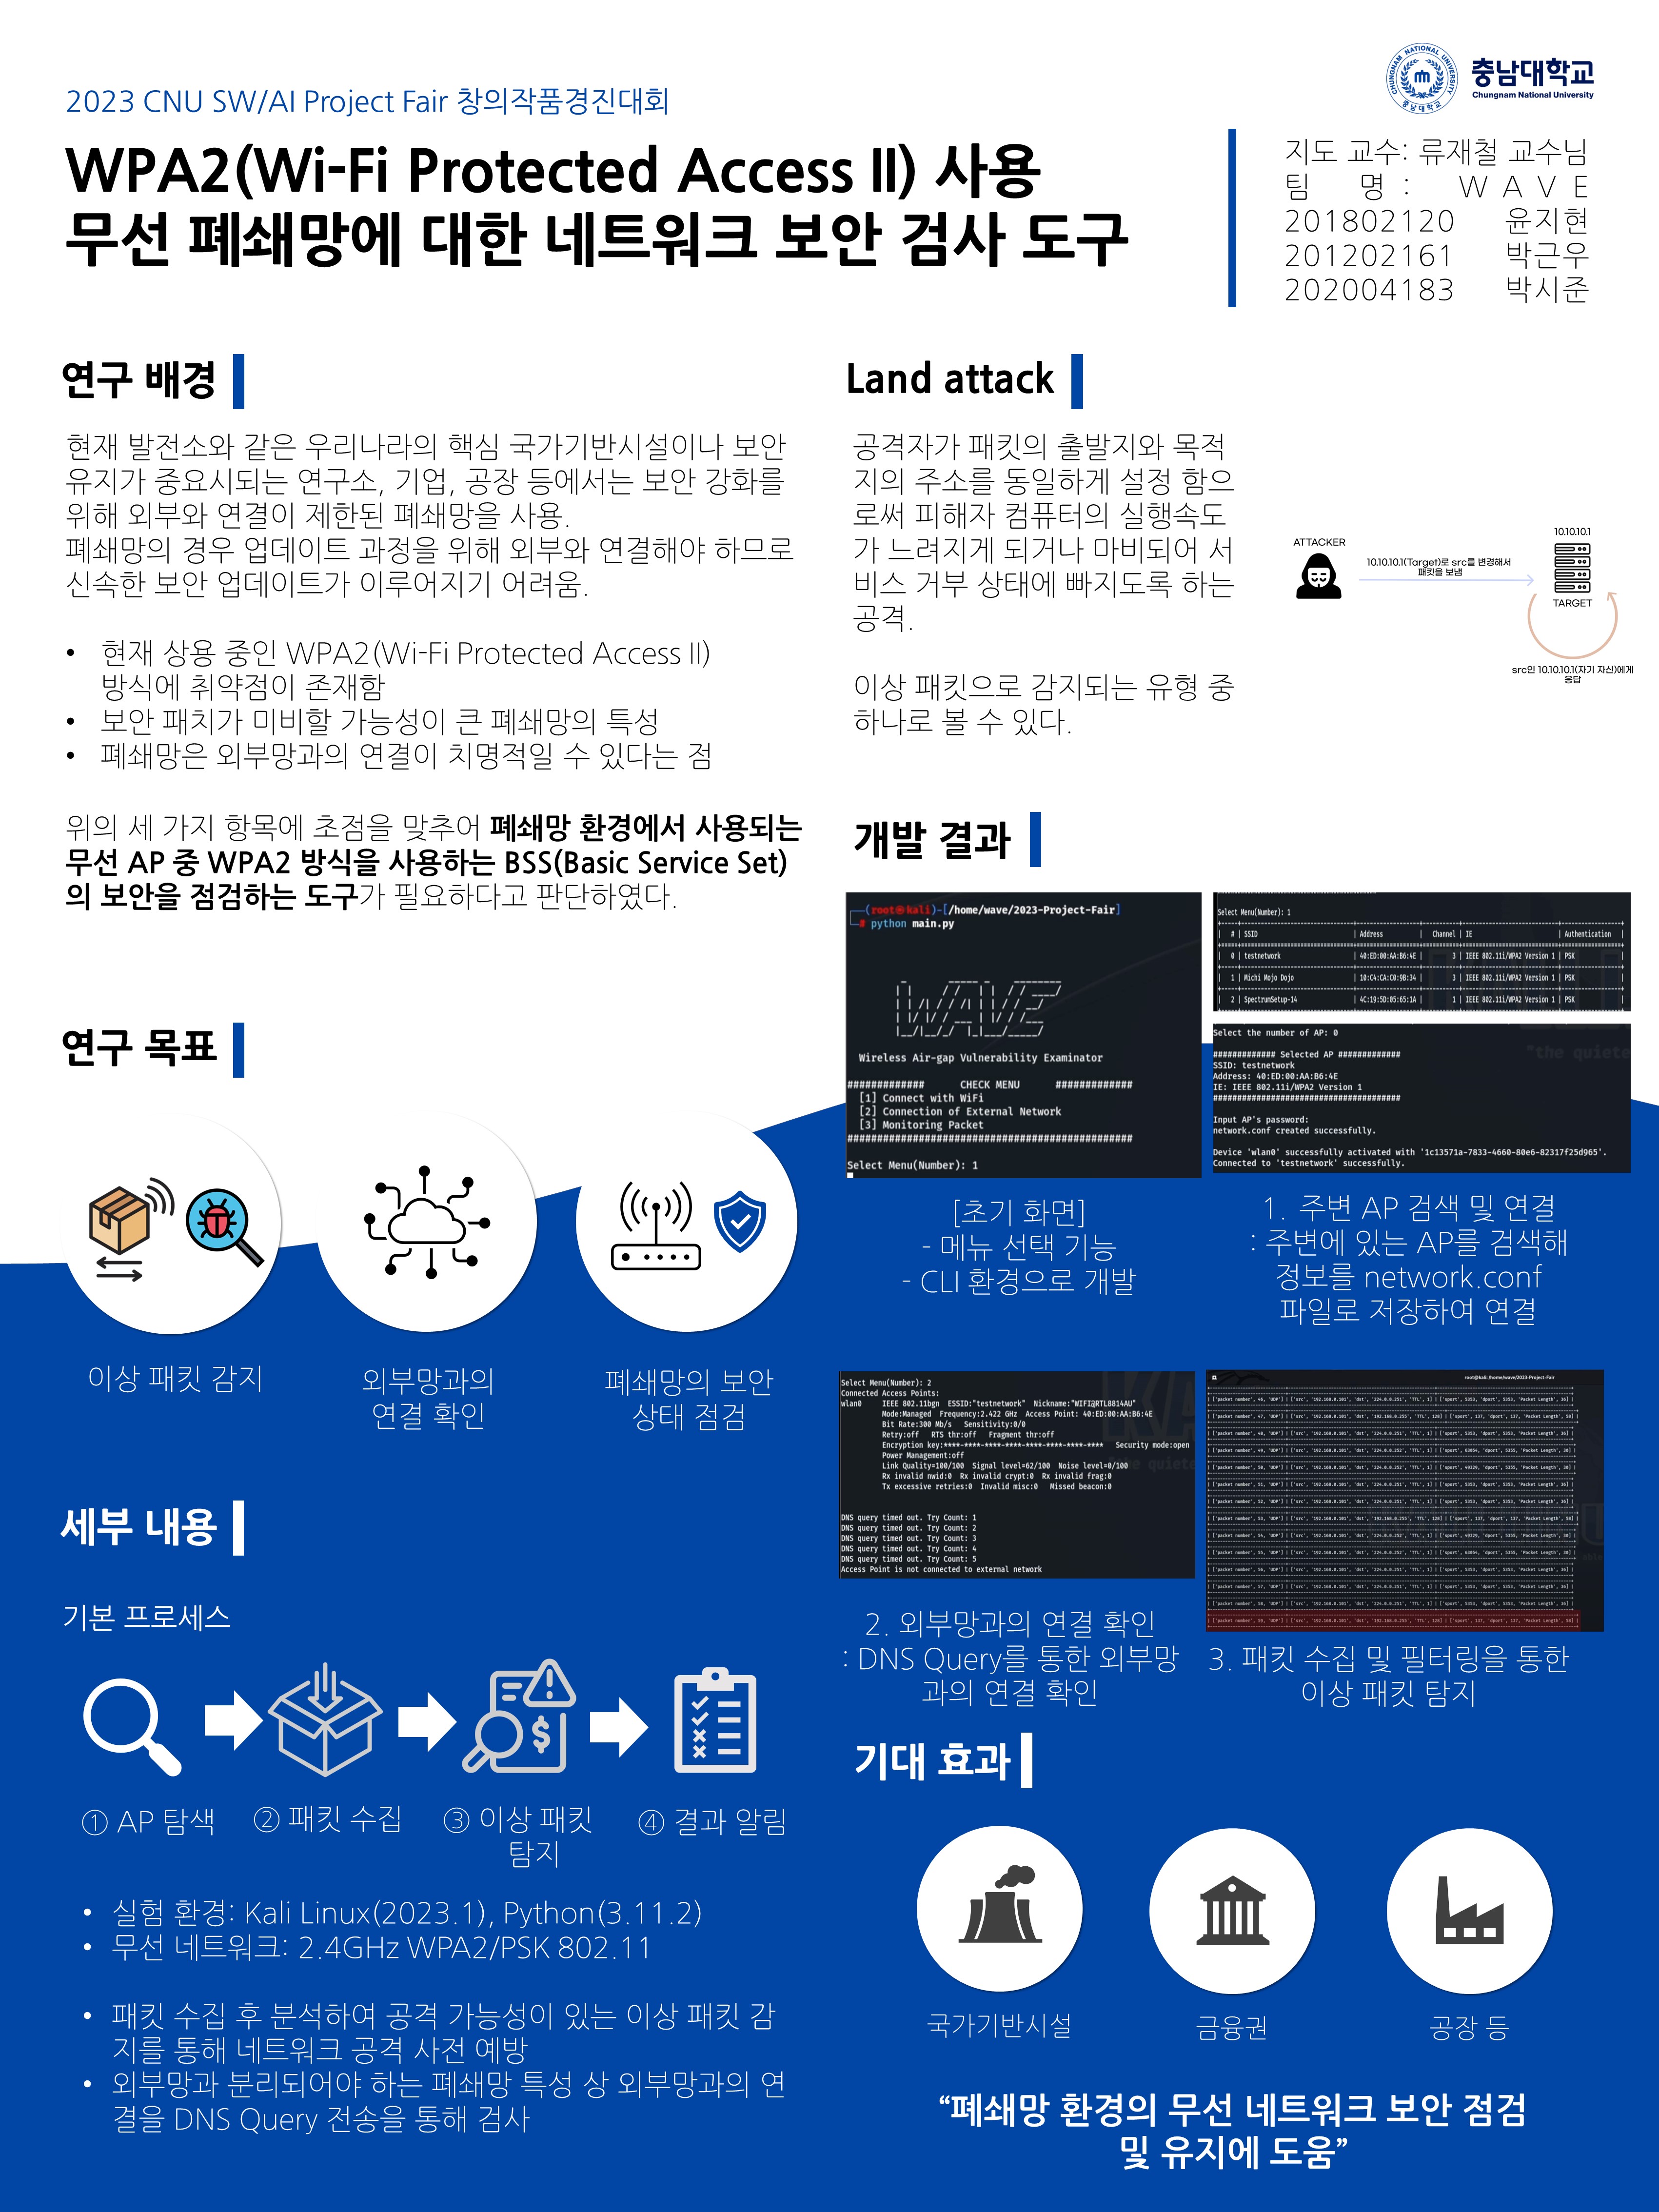 CHUNGNAM NATIONAL UNIVERSITY
충남대학교
충남대학교
Chungnam National University
2023 CNU SW/AI Project Fair 창의작품경진대회
WPA2(Wi-Fi Protected Access II) 사용
무선 폐쇄망에 대한 네트워크 보안 검사 도구
지도 교수: 류재철 교수님
팀 명 : W A V E
201802120 윤지현
201202161 박근우
202004183 박시준
연구 배경
현재 발전소와 같은 우리나라의 핵심 국가기반시설이나 보안
유지가 중요시되는 연구소, 기업, 공장 등에서는 보안 강화를
위해 외부와 연결이 제한된 폐쇄망을 사용.
폐쇄망의 경우 업데이트 과정을 위해 외부와 연결해야 하므로
신속한 보안 업데이트가 이루어지기 어려움.
• 현재 상용 중인 WPA2(Wi-Fi Protected Access II)
방식에 취약점이 존재함
• 보안 패치가 미비할 가능성이 큰 폐쇄망의 특성
• 폐쇄망은 외부망과의 연결이 치명적일 수 있다는 점
위의 세 가지 항목에 초점을 맞추어 폐쇄망 환경에서 사용되는
무선 AP 중 WPA2 방식을 사용하는 BSS(Basic Service Set)
의 보안을 점검하는 도구가 필요하다고 판단하였다.
연구 목표
이상 패킷 감지
외부망과의
연결 확인
폐쇄망의 보안
상태 점검
세부 내용
기본 프로세스
① AP 탐색
② 패킷 수집
③ 이상 패킷
탐지
④ 결과 알림
• 실험 환경: Kali Linux(2023.1), Python(3.11.2)
• 무선 네트워크: 2.4GHz WPA2/PSK 802.11
• 패킷 수집 후 분석하여 공격 가능성이 있는 이상 패킷 감
지를 통해 네트워크 공격 사전 예방
• 외부망과 분리되어야 하는 폐쇄망 특성 상 외부망과의 연
결을 DNS Query 전송을 통해 검사
Land attack
공격자가 패킷의 출발지와 목적
지의 주소를 동일하게 설정 함으
로써 피해자 컴퓨터의 실행속도
가 느려지게 되거나 마비되어 서
비스 거부 상태에 빠지도록 하는
공격.
이상 패킷으로 감지되는 유형 중
하나로 볼 수 있다.
ATTACKER
10.10.10.1(Target)로 src를 변경해서
패킷을 보냄
10.10.10.1
TARGET
src인 10.10.10.1(자기 자신)에게
응답
개발 결과
(root㉿kali)-[/home/wave/2023-Project-Fair]
# python main.py
WAVE
Wireless Air-gap Vulnerability Examinator
############# CHECK MENU #############
[1] Connect with WiFi
[2] Connection of External Network
[3] Monitoring Packet
################################################
Select Menu(Number): 1
[초기 화면]
- 메뉴 선택 기능
- CLI 환경으로 개발
Select Menu(Number): 1
| # | SSID | Address | Channel | IE | Authentication |
| 0 | testnetwork | 40:ED:00:AA:B6:4E | 3 | IEEE 802.11i/WPA2 Version 1 | PSK |
| 1 | Michi Mojo Dojo | 10:C4:CA:C0:9B:34 | 3 | IEEE 802.11i/WPA2 Version 1 | PSK |
| 2 | SpectrumSetup-14 | 4C:19:5D:05:65:1A | 1 | IEEE 802.11i/WPA2 Version 1 | PSK |
Select the number of AP: 0
"the quiete
############# Selected AP #############
SSID: testnetwork
Address: 40:ED:00:AA:B6:4E
IE: IEEE 802.11i/WPA2 Version 1
#######################################
Input AP's password:
network.conf created successfully.
Device 'wlan0' successfully activated with '1c13571a-7833-4660-80e6-82317f25d965'.
Connected to 'testnetwork' successfully.
1. 주변 AP 검색 및 연결
: 주변에 있는 AP를 검색해
정보를 network.conf
파일로 저장하여 연결
Select Menu(Number): 2
Connected Access Points:
wlan0 IEEE 802.11bgn ESSID:"testnetwork" Nickname:"WIFI@RTL8814AU"
Mode:Managed Frequency:2.422 GHz Access Point: 40:ED:00:AA:B6:4E
Bit Rate:300 Mb/s Sensitivity:0/0
Retry:off RTS thr:off Fragment thr:off
Encryption key:****-****-****-****-****-****-****-**** Security mode:open
Power Management:off
Link Quality=100/100 Signal level=62/100 Noise level=0/100
Rx invalid nwid:0 Rx invalid crypt:0 Rx invalid frag:0
Tx excessive retries:0 Invalid misc:0 Missed beacon:0
DNS query timed out. Try Count: 1
DNS query timed out. Try Count: 2
DNS query timed out. Try Count: 3
DNS query timed out. Try Count: 4
DNS query timed out. Try Count: 5
Access Point is not connected to external network
2. 외부망과의 연결 확인
: DNS Query를 통한 외부망
과의 연결 확인
root@kali: /home/wave/2023-Project-Fair
3. 패킷 수집 및 필터링을 통한
이상 패킷 탐지
기대 효과
국가기반시설
금융권
공장 등
“폐쇄망 환경의 무선 네트워크 보안 점검
및 유지에 도움”